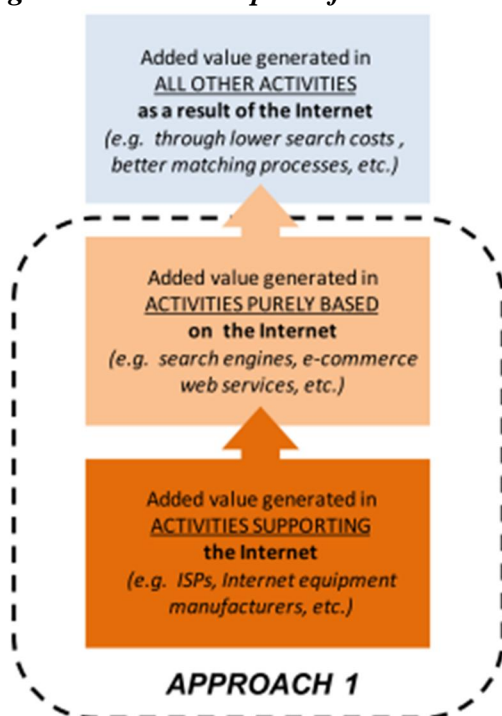 Added value generated in
ALL OTHER ACTIVITIES
as a result of the Internet
(e.g. through lower search costs ,
better matching processes, etc.)
Added value generated in
ACTIVITIES PURELY BASED
on the Internet
(e.g. search engines, e-commerce
web services, etc.)
Added value generated in
ACTIVITIES SUPPORTING
the Internet
(e.g. ISPs, Internet equipment
manufacturers, etc.)
APPROACH 1